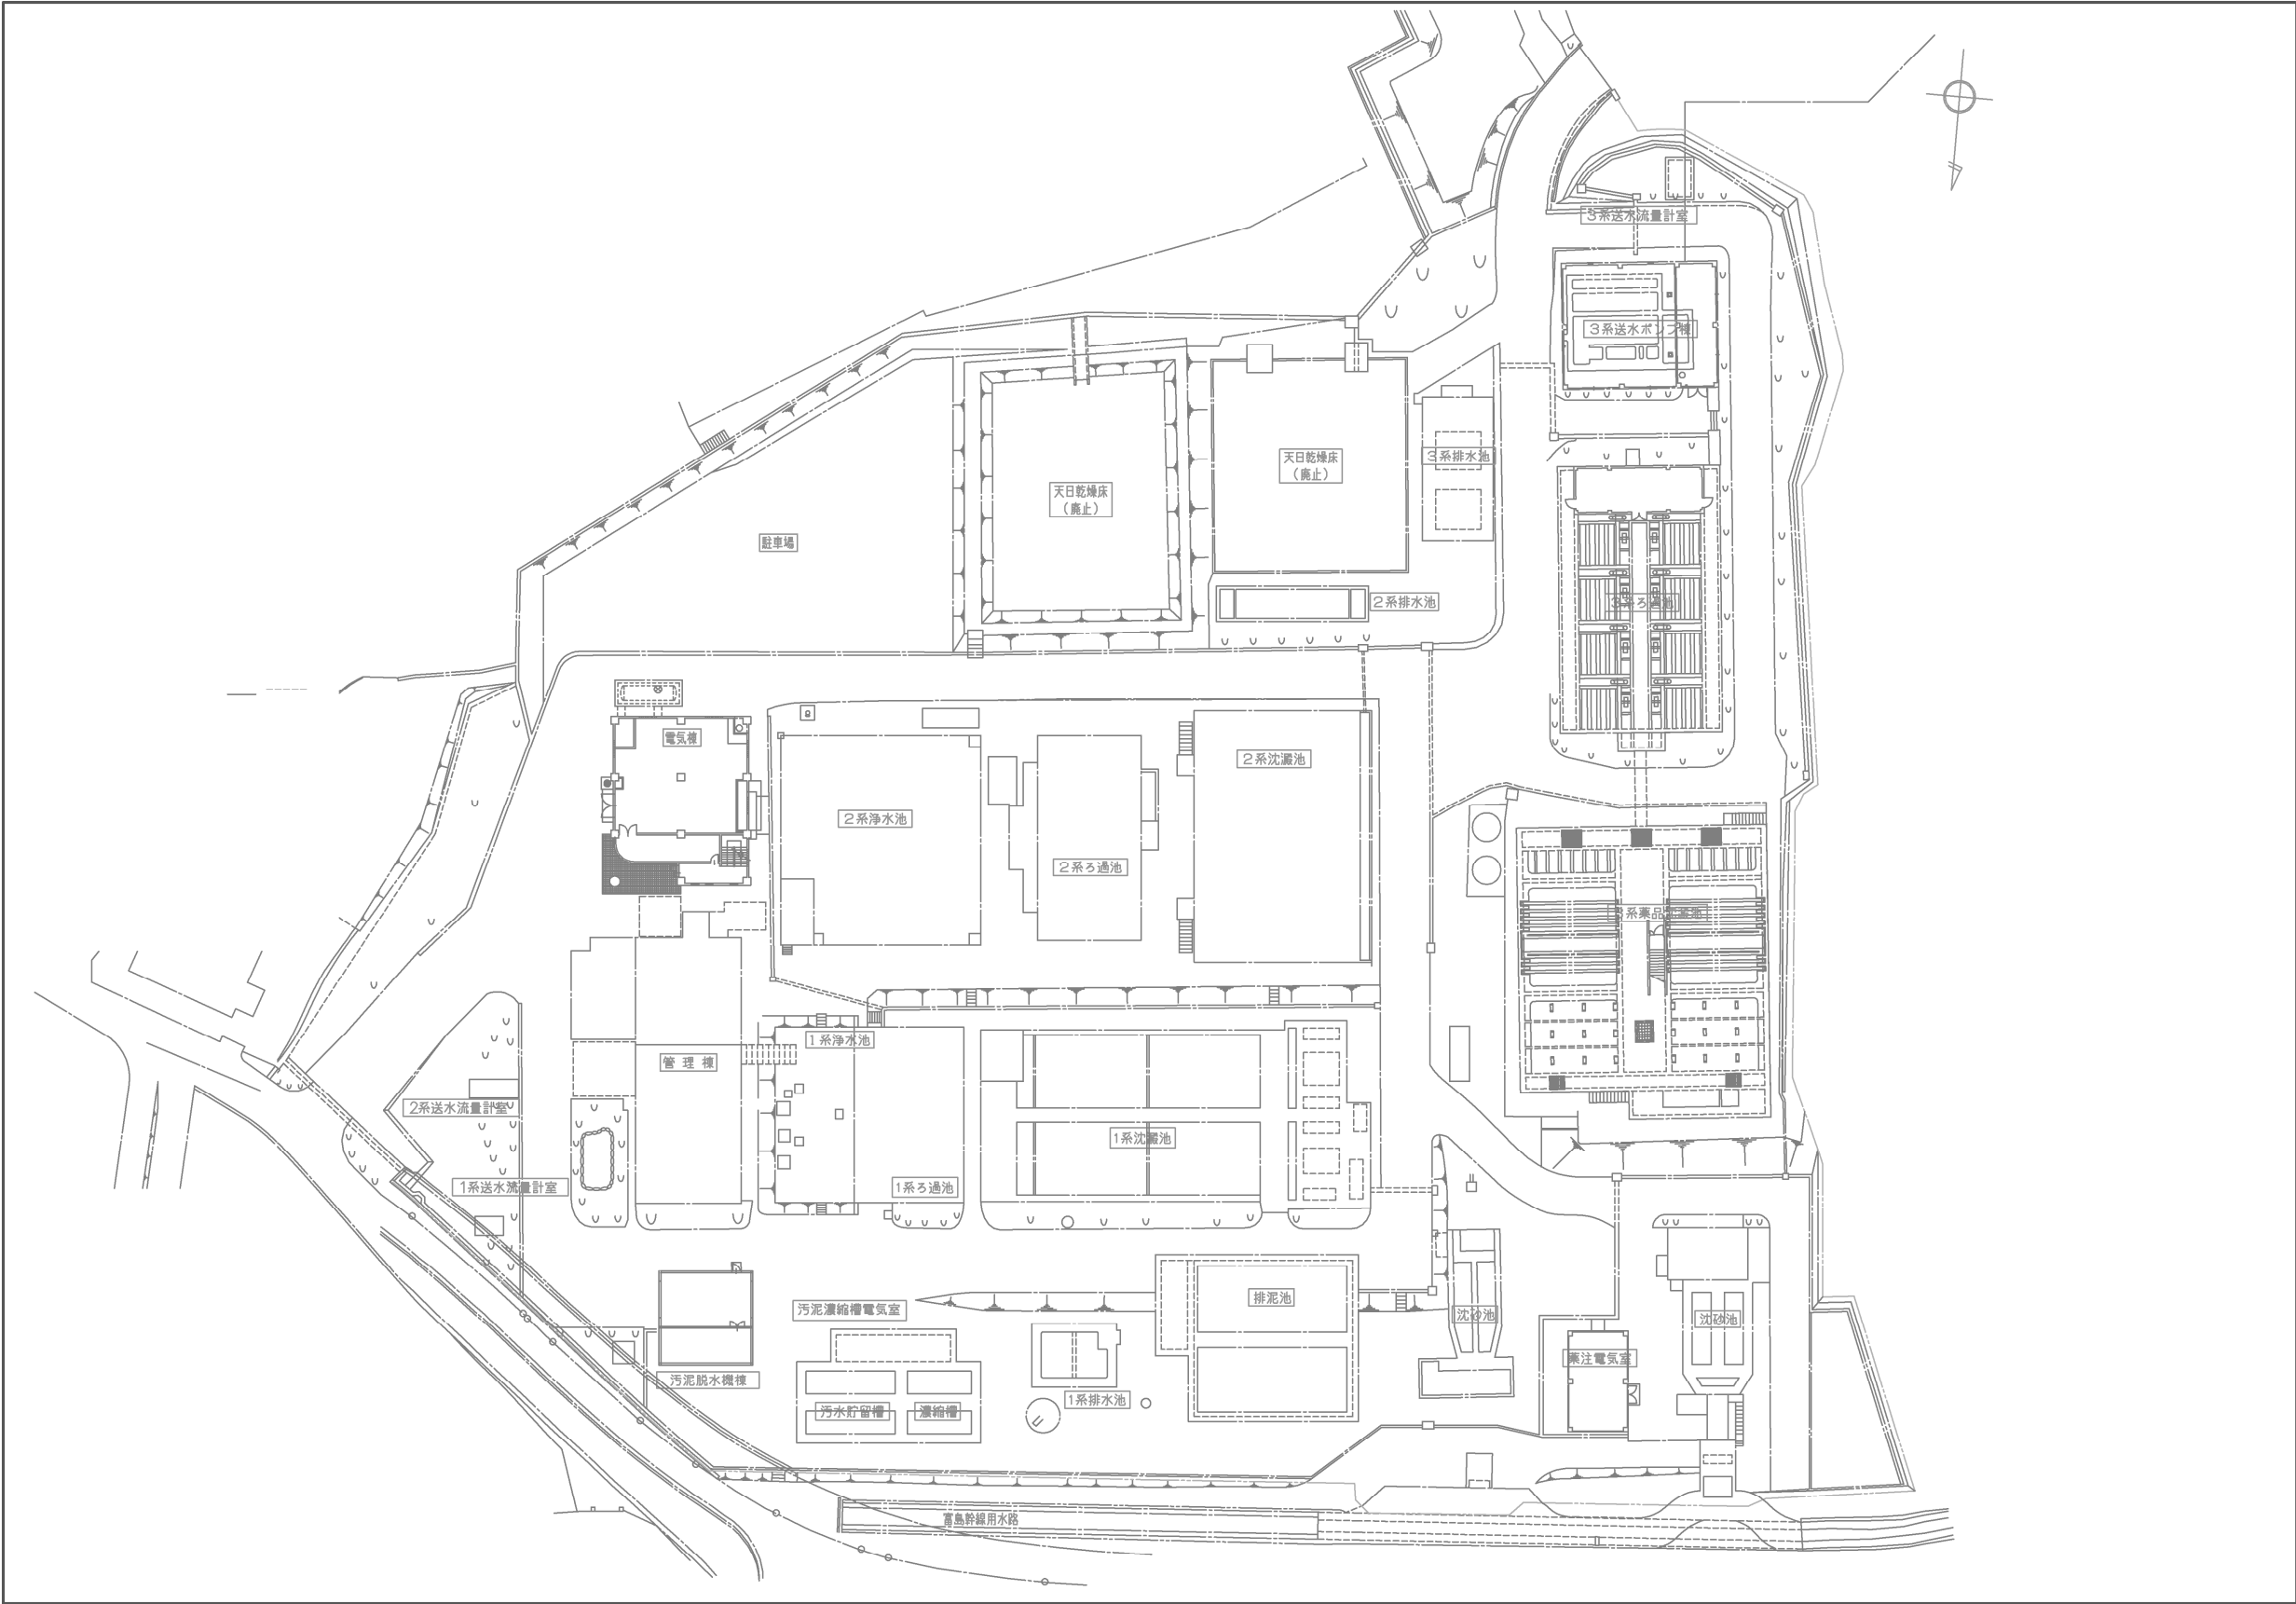 3系送水流量計室
3系送水ポンプ棟
天日乾燥床
(廃止)
3系排水池
天日乾燥床
(廃止)
駐車場
2系排水池
3系ろ過池
電気棟
2系沈澱池
2系浄水池
2系ろ過池
3系薬品沈澱池
1系浄水池
管理棟
2系送水流量計室
1系沈澱池
1系送水流量計室
1系ろ過池
排泥池
汚泥濃縮槽電気室
沈砂池
沈砂池
薬注電気室
汚泥脱水機棟
1系排水池
汚水貯留槽
濃縮槽
富島幹線用水路